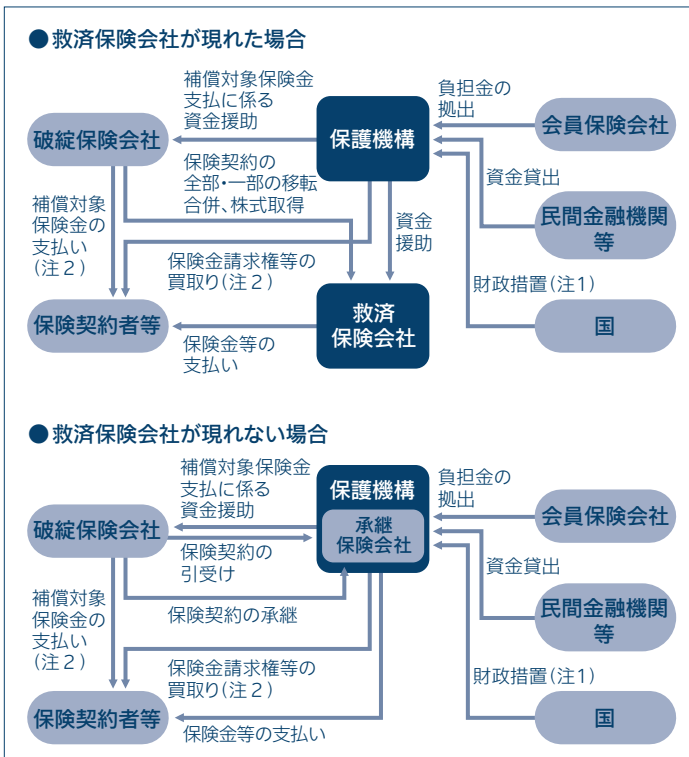 ●救済保険会社が現れた場合
補償対象保険金
支払に係る
資金援助
負担金の
拠出
破綻保険会社
保護機構
会員保険会社
保険契約の
全部・一部の移転
合併、株式取得
資金貸出
補償対象
保険金の
支払い
(注2)
資金
援助
民間金融機関
等
保険金請求権等の
買取り(注2)
財政措置(注1)
保険契約者等
救済
保険会社
国
保険金等の
支払い
●救済保険会社が現れない場合
補償対象保険金
支払に係る
資金援助
保護機構
負担金の
拠出
破綻保険会社
承継
保険会社
会員保険会社
保険契約の
引受け
資金貸出
補償対象
保険金の
支払い
(注2)
保険契約の承継
民間金融機関
等
保険金請求権等の
買取り(注2)
財政措置(注1)
保険契約者等
国
保険金等の支払い